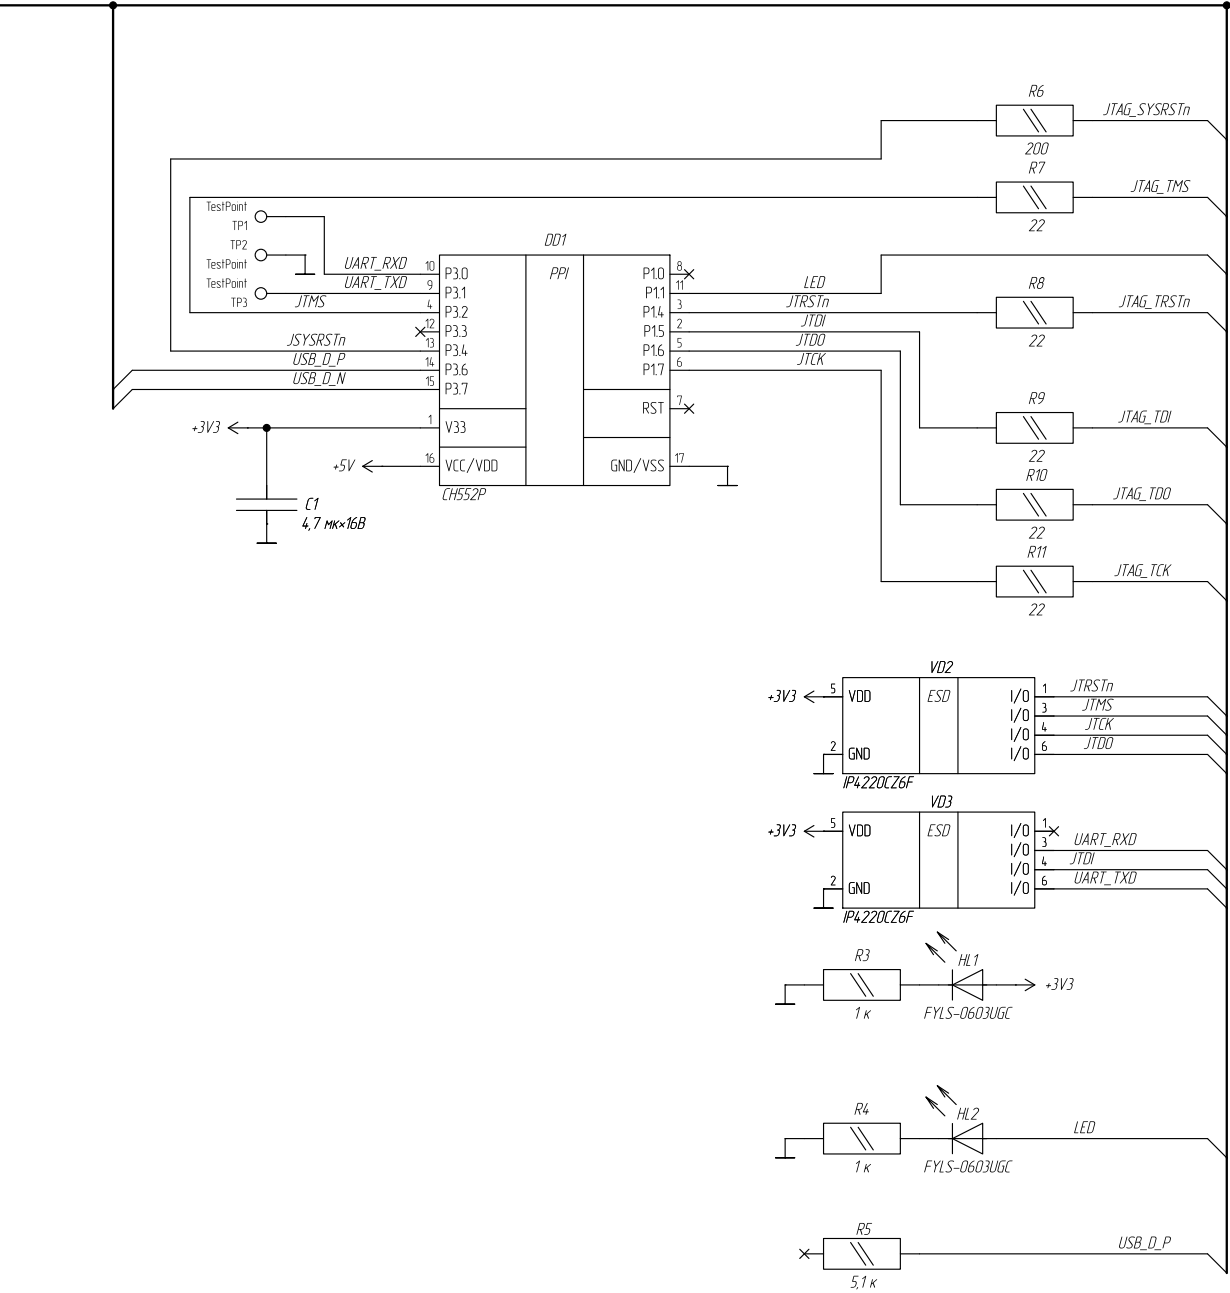 R6
JTAG_SYSRSTn
200
R7
JTAG_TMS
22
TestPoint
TP1
TP2
TestPoint
TestPoint
TP3
DD1
PPI
UART_RXD 10 P3.0
UART_TXD 9 P3.1
JTMS 4 P3.2
12 P3.3
JSYSRSTn 13 P3.4
USB_D_P 14 P3.6
USB_D_N 15 P3.7
+3V3 1 V33
+5V 16 VCC/VDD
P1.0 8
P1.1 11 LED
P1.4 3 JTRSTn
P1.5 2 JTDI
P1.6 5 JTDO
P1.7 6 JTCK
RST 7
GND/VSS 17
CH552P
C1
4,7 мк×16В
R8
JTAG_TRSTn
22
R9
JTAG_TDI
22
R10
JTAG_TDO
22
R11
JTAG_TCK
22
VD2
+3V3 5 VDD ESD I/O 1 JTRSTn
I/O 3 JTMS
I/O 4 JTCK
2 GND I/O 6 JTDO
IP4220CZ6F
VD3
+3V3 5 VDD ESD I/O 1
I/O 3 UART_RXD
I/O 4 JTDI
2 GND I/O 6 UART_TXD
IP4220CZ6F
R3
HL1
+3V3
1 к
FYLS-0603UGC
R4
HL2
LED
1 к
FYLS-0603UGC
R5
USB_D_P
5,1 к